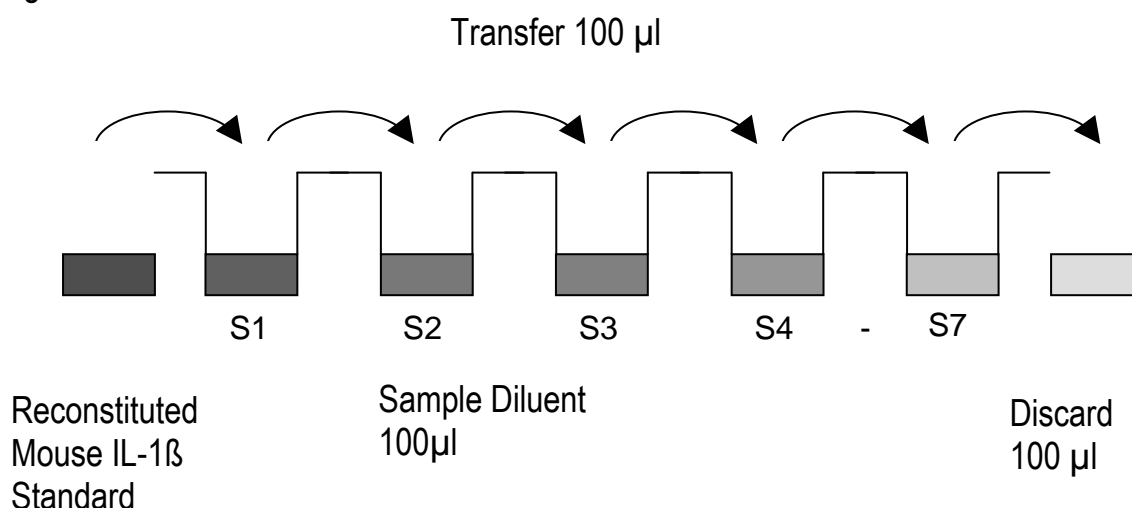 Transfer 100 µl
S1 S2 S3 S4 - S7
Reconstituted
Mouse IL-1ß
Standard
Sample Diluent
100µl
Discard
100 µl